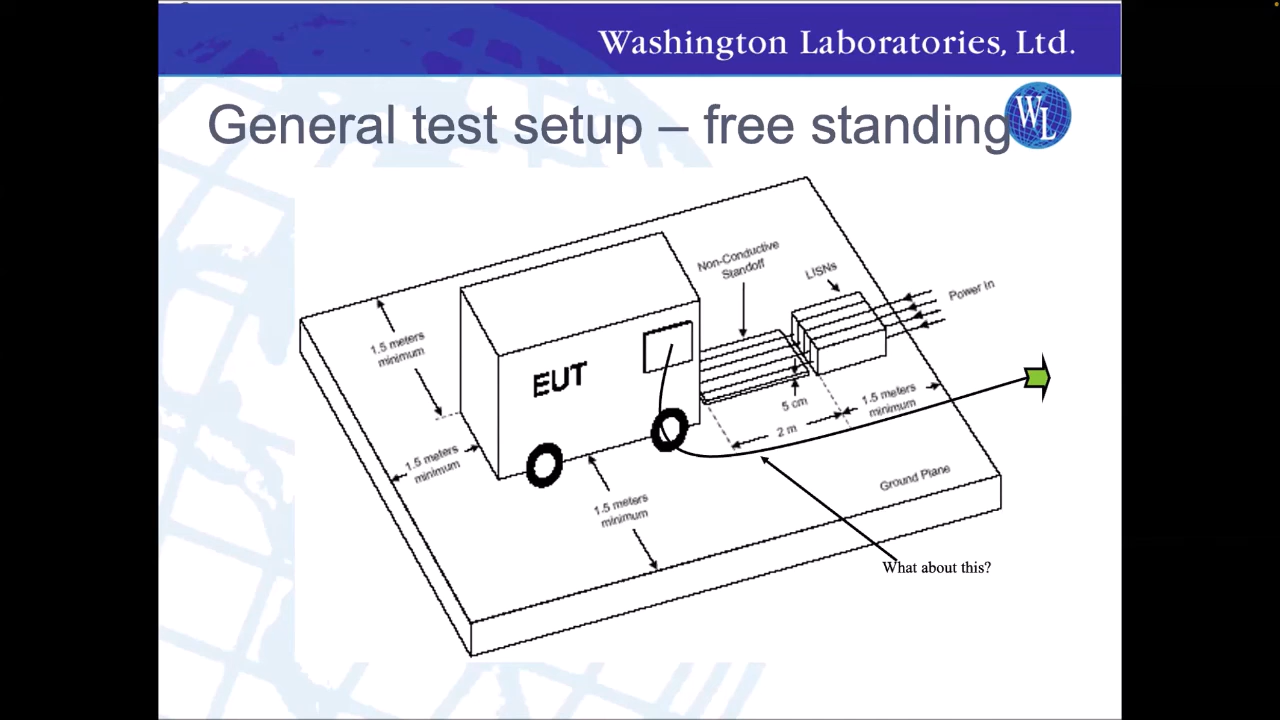 Washington Laboratories, Ltd.
General test setup – free standing
WL
Non-Conductive
Standoff
LISNs
Power In
1.5 meters
minimum
EUT
5 cm
1.5 meters
minimum
2 m
1.5 meters
minimum
Ground Plane
1.5 meters
minimum
What about this?